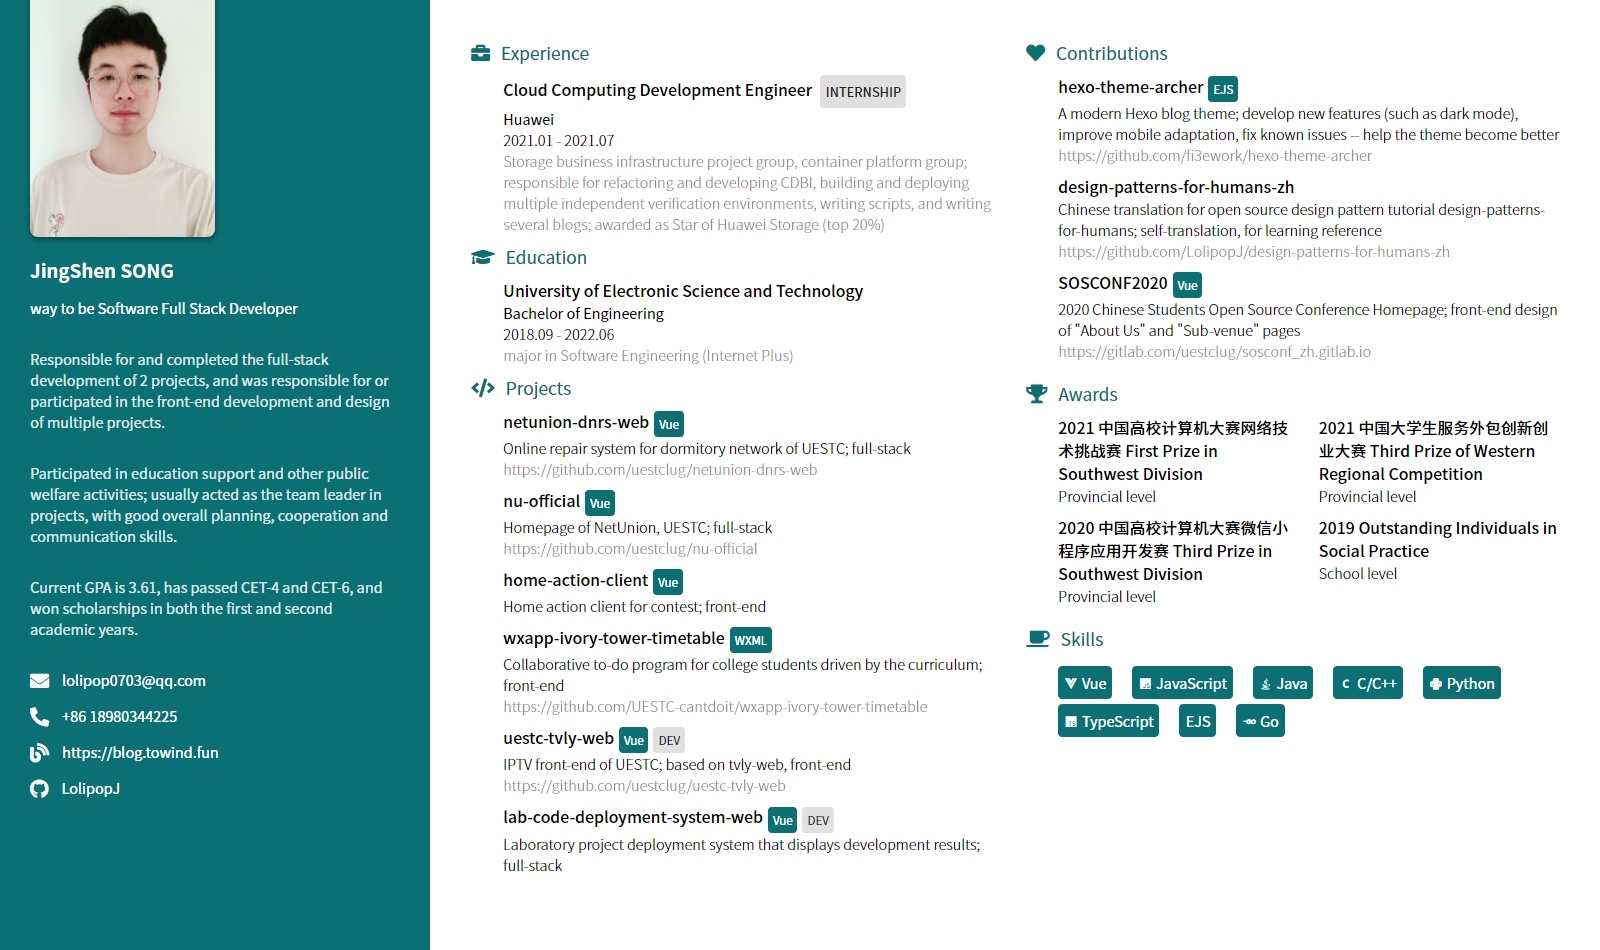 JingShen SONG
way to be Software Full Stack Developer
Responsible for and completed the full-stack
development of 2 projects, and was responsible for or
participated in the front-end development and design
of multiple projects.
Participated in education support and other public
welfare activities; usually acted as the team leader in
projects, with good overall planning, cooperation and
communication skills.
Current GPA is 3.61, has passed CET-4 and CET-6, and
won scholarships in both the first and second
academic years.
lolipop0703@qq.com
+86 18980344225
https://blog.towind.fun
LolipopJ
Experience
Cloud Computing Development Engineer INTERNSHIP
Huawei
2021.01 - 2021.07
Storage business infrastructure project group, container platform group;
responsible for refactoring and developing CDBI, building and deploying
multiple independent verification environments, writing scripts, and writing
several blogs; awarded as Star of Huawei Storage (top 20%)
Education
University of Electronic Science and Technology
Bachelor of Engineering
2018.09 - 2022.06
major in Software Engineering (Internet Plus)
Projects
netunion-dnrs-web Vue
Online repair system for dormitory network of UESTC; full-stack
https://github.com/uestclug/netunion-dnrs-web
nu-official Vue
Homepage of NetUnion, UESTC; full-stack
https://github.com/uestclug/nu-official
home-action-client Vue
Home action client for contest; front-end
wxapp-ivory-tower-timetable WXML
Collaborative to-do program for college students driven by the curriculum;
front-end
https://github.com/UESTC-cantdoit/wxapp-ivory-tower-timetable
uestc-tvly-web Vue DEV
IPTV front-end of UESTC; based on tvly-web, front-end
https://github.com/uestclug/uestc-tvly-web
lab-code-deployment-system-web Vue DEV
Laboratory project deployment system that displays development results;
full-stack
Contributions
hexo-theme-archer EJS
A modern Hexo blog theme; develop new features (such as dark mode),
improve mobile adaptation, fix known issues -- help the theme become better
https://github.com/fi3ework/hexo-theme-archer
design-patterns-for-humans-zh
Chinese translation for open source design pattern tutorial design-patterns-
for-humans; self-translation, for learning reference
https://github.com/LolipopJ/design-patterns-for-humans-zh
SOSCONF2020 Vue
2020 Chinese Students Open Source Conference Homepage; front-end design
of "About Us" and "Sub-venue" pages
https://gitlab.com/uestclug/sosconf_zh.gitlab.io
Awards
2021 中国高校计算机大赛网络技
术挑战赛 First Prize in
Southwest Division
Provincial level
2021 中国大学生服务外包创新创
业大赛 Third Prize of Western
Regional Competition
Provincial level
2020 中国高校计算机大赛微信小
程序应用开发赛 Third Prize in
Southwest Division
Provincial level
2019 Outstanding Individuals in
Social Practice
School level
Skills
Vue JavaScript Java C/C++ Python
TypeScript EJS Go